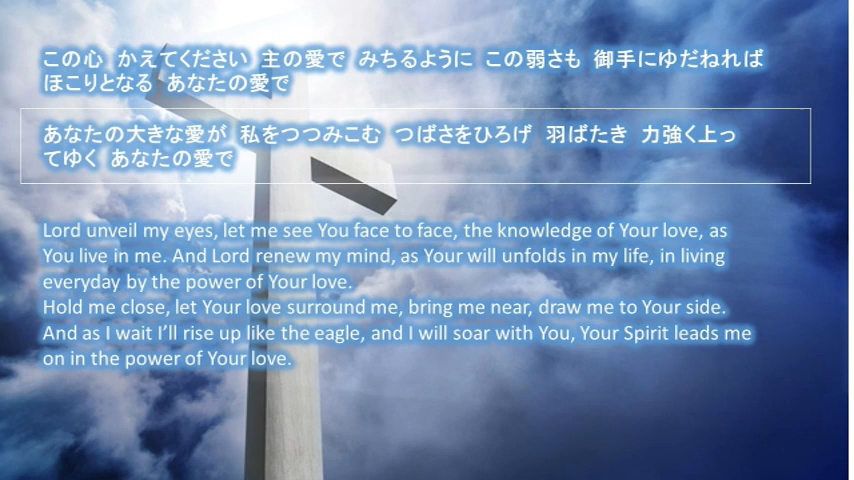 この心 かえてください 主の愛で みちるように この弱さも 御手にゆだねれば
ほこりとなる あなたの愛で
あなたの大きな愛が 私をつつみこむ つばさをひろげ 羽ばたき 力強く上っ
てゆく あなたの愛で
Lord unveil my eyes, let me see You face to face, the knowledge of Your love, as
You live in me. And Lord renew my mind, as Your will unfolds in my life, in living
everyday by the power of Your love.
Hold me close, let Your love surround me, bring me near, draw me to Your side.
And as I wait I’ll rise up like the eagle, and I will soar with You, Your Spirit leads me
on in the power of Your love.